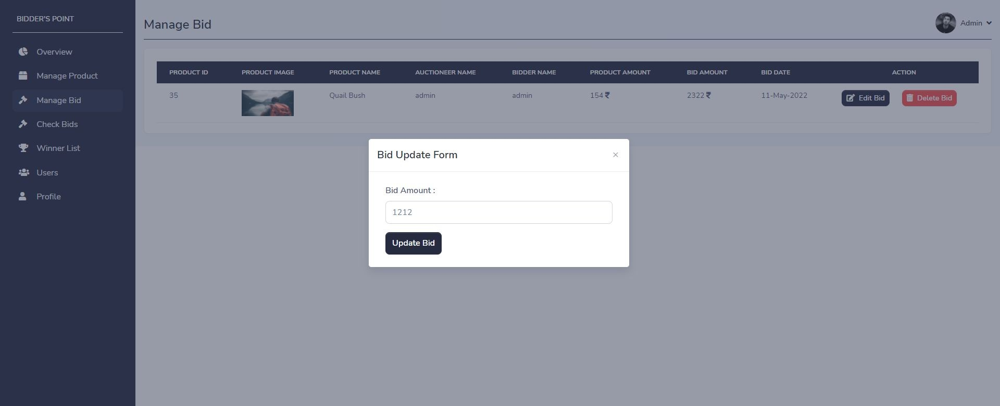 BIDDER'S POINT
Overview
Manage Product
Manage Bid
Check Bids
Winner List
Users
Profile
Manage Bid
Admin
PRODUCT ID PRODUCT IMAGE PRODUCT NAME AUCTIONEER NAME BIDDER NAME PRODUCT AMOUNT BID AMOUNT BID DATE ACTION
35 Quail Bush admin admin 154 ₹ 2322 ₹ 11-May-2022 Edit Bid Delete Bid
Bid Update Form ×
Bid Amount :
1212
Update Bid